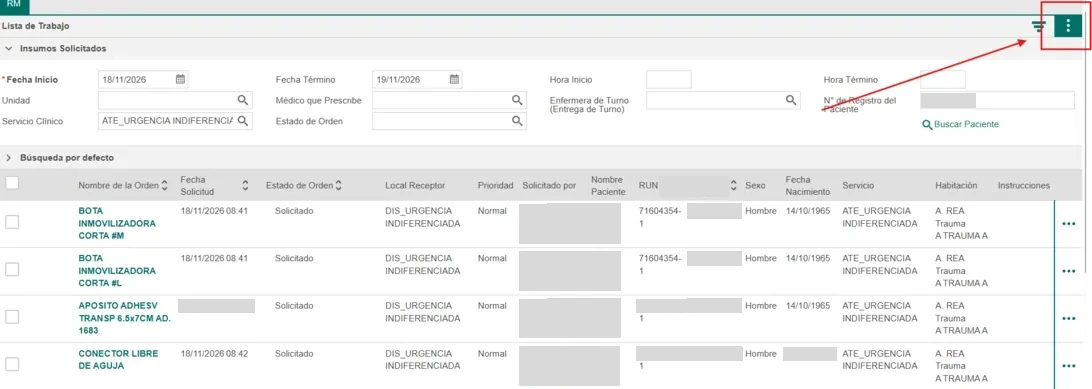 RM
Lista de Trabajo
Insumos Solicitados
*Fecha Inicio 18/11/2026 Fecha Término 19/11/2026 Hora Inicio Hora Término
Unidad Médico que Prescribe Enfermera de Turno (Entrega de Turno) N° de Registro del Paciente
Servicio Clínico ATE_URGENCIA INDIFERENCIA Estado de Orden Buscar Paciente
Búsqueda por defecto
Nombre de la Orden Fecha Solicitud Estado de Orden Local Receptor Prioridad Solicitado por Nombre Paciente RUN Sexo Fecha Nacimiento Servicio Habitación Instrucciones
BOTA 18/11/2026 08:41 Solicitado DIS_URGENCIA Normal 71604354- Hombre 14/10/1965 ATE_URGENCIA A. REA
INMOVILIZADORA INDIFERENCIADA 1 INDIFERENCIADA Trauma
CORTA #M A TRAUMA A
BOTA 18/11/2026 08:41 Solicitado DIS_URGENCIA Normal 71604354- Hombre 14/10/1965 ATE_URGENCIA A. REA
INMOVILIZADORA INDIFERENCIADA 1 INDIFERENCIADA Trauma
CORTA #L A TRAUMA A
APOSITO ADHESV Solicitado DIS_URGENCIA Normal Hombre 14/10/1965 ATE_URGENCIA A. REA
TRANSP 6.5x7CM AD. INDIFERENCIADA 1 INDIFERENCIADA Trauma
1683 A TRAUMA A
CONECTOR LIBRE 18/11/2026 08:42 Solicitado DIS_URGENCIA Normal Hombre ATE_URGENCIA A. REA
DE AGUJA INDIFERENCIADA 1 INDIFERENCIADA Trauma
A TRAUMA A